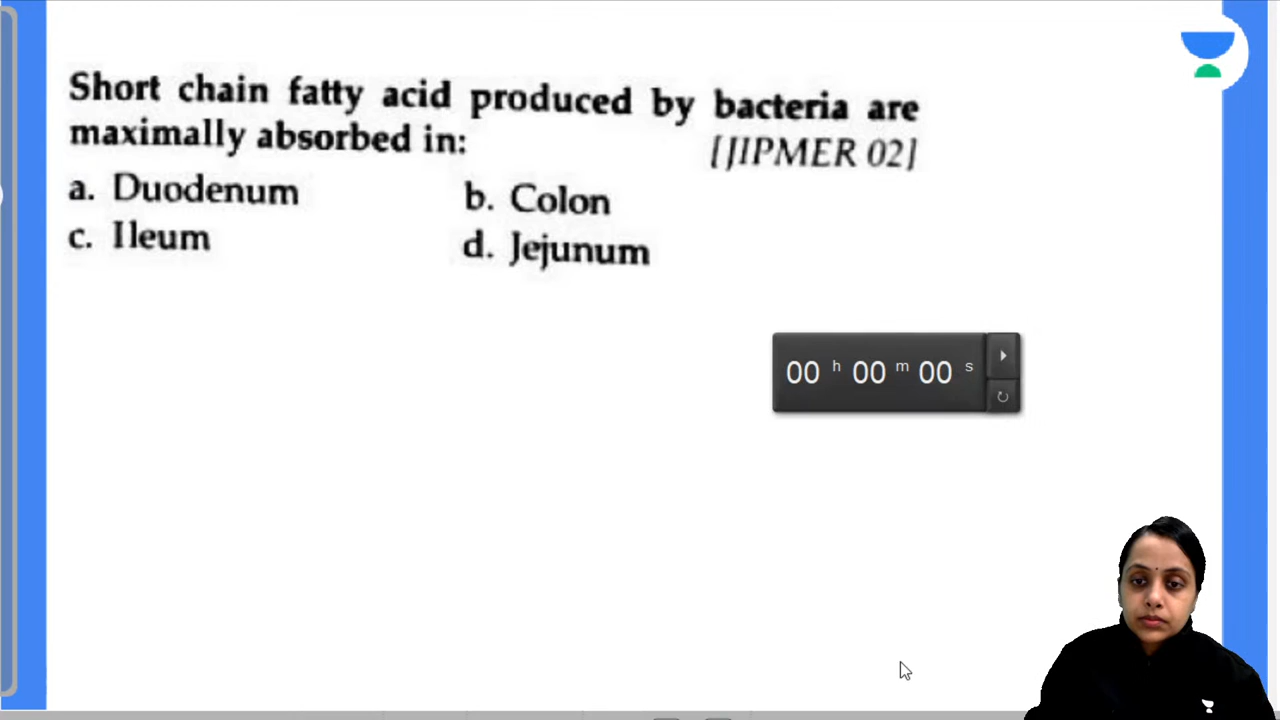 Short chain fatty acid produced by bacteria are
maximally absorbed in: [JIPMER 02]
a. Duodenum b. Colon
c. Ileum d. Jejunum
00 h 00 m 00 s